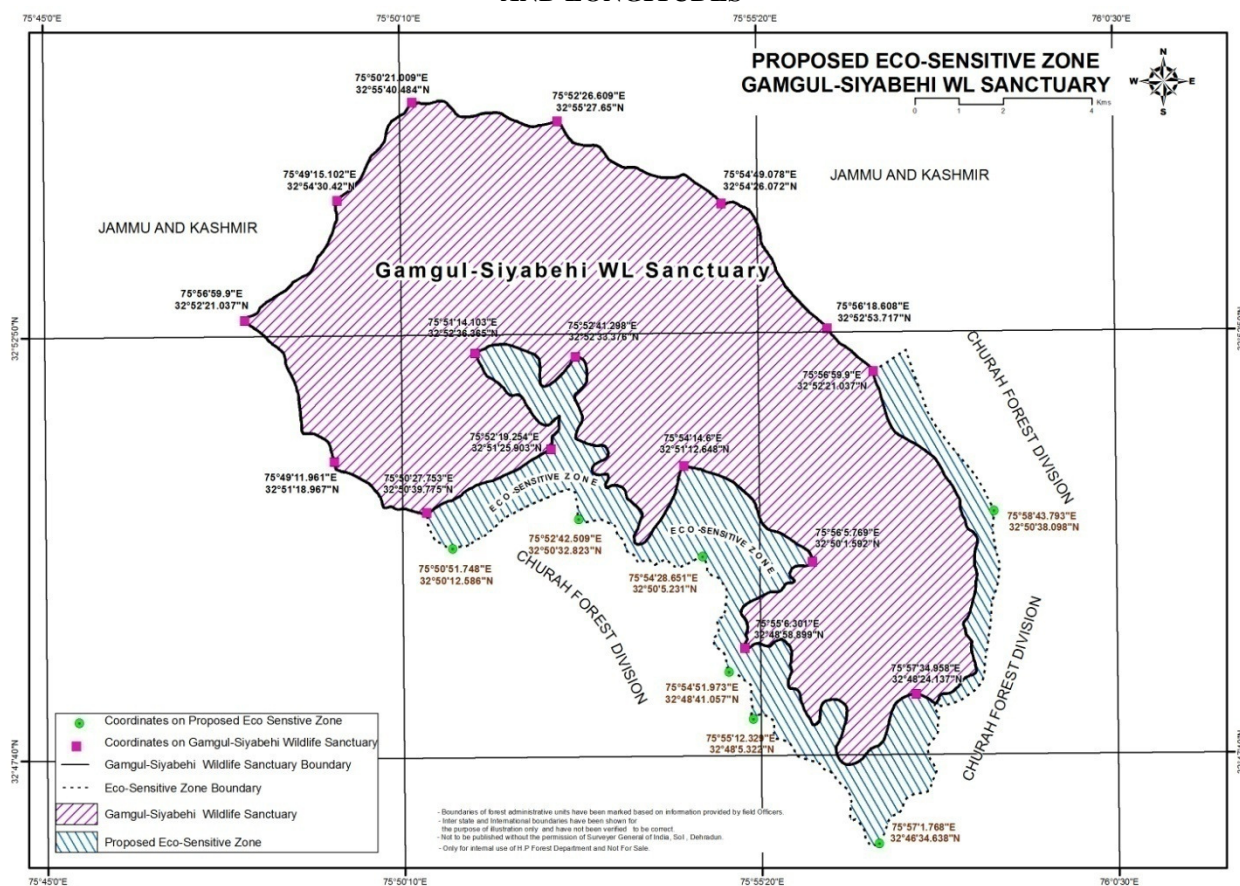 AND LONGITUDES
75°45'0"E
75°50'10"E
75°55'20"E
76°0'30"E
PROPOSED ECO-SENSITIVE ZONE
GAMGUL-SIYABEHI WL SANCTUARY
N
W E
S
0 1 2 4
Kms
75°50'21.009"E
32°55'40.484"N
75°52'26.609"E
32°55'27.65"N
75°49'15.102"E
32°54'30.42"N
75°54'49.078"E
32°54'26.072"N
JAMMU AND KASHMIR
JAMMU AND KASHMIR
Gamgul-Siyabehi WL Sanctuary
75°56'59.9"E
32°52'21.037"N
75°51'14.103"E
32°52'36.365"N
75°52'41.298"E
32°52'33.376"N
75°56'18.608"E
32°52'53.717"N
32°52'50"N
75°56'59.9"E
32°52'21.037"N
CHURAH FOREST DIVISION
75°52'19.254"E
32°51'25.903"N
75°54'14.6"E
32°51'12.648"N
75°49'11.961"E
32°51'18.967"N
75°50'27.753"E
32°50'39.775"N
ECO-SENSITIVE ZONE
ECO-SENSITIVE ZONE
75°58'43.793"E
32°50'38.098"N
75°52'42.509"E
32°50'32.823"N
75°56'5.769"E
32°50'1.592"N
75°50'51.748"E
32°50'12.586"N
75°54'28.651"E
32°50'5.231"N
CHURAH FOREST DIVISION
75°55'6.301"E
32°48'58.899"N
75°57'34.958"E
32°48'24.137"N
75°54'51.973"E
32°48'41.057"N
CHURAH FOREST DIVISION
75°55'12.329"E
32°48'5.322"N
32°47'40"N
32°47'40"N
75°57'1.768"E
32°46'34.638"N
Coordinates on Proposed Eco Sentive Zone
Coordinates on Gamgul-Siyabehi Wildlife Sanctuary
Gamgul-Siyabehi Wildlife Sanctuary Boundary
Eco-Sensitive Zone Boundary
Gamgul-Siyabehi Wildlife Sanctuary
Proposed Eco-Sensitive Zone
- Boundaries of forest administrative units have been marked based on information provided by field Officers.
- Inter state and International boundaries have been shown for
the purpose of illustration only and have not been verified to be correct.
- Not to be published without the permission of Surveyer General of India, SoI, Dehradun.
- Only for internal use of H.P Forest Department and Not For Sale.
75°45'0"E
75°50'10"E
75°55'20"E
76°0'30"E